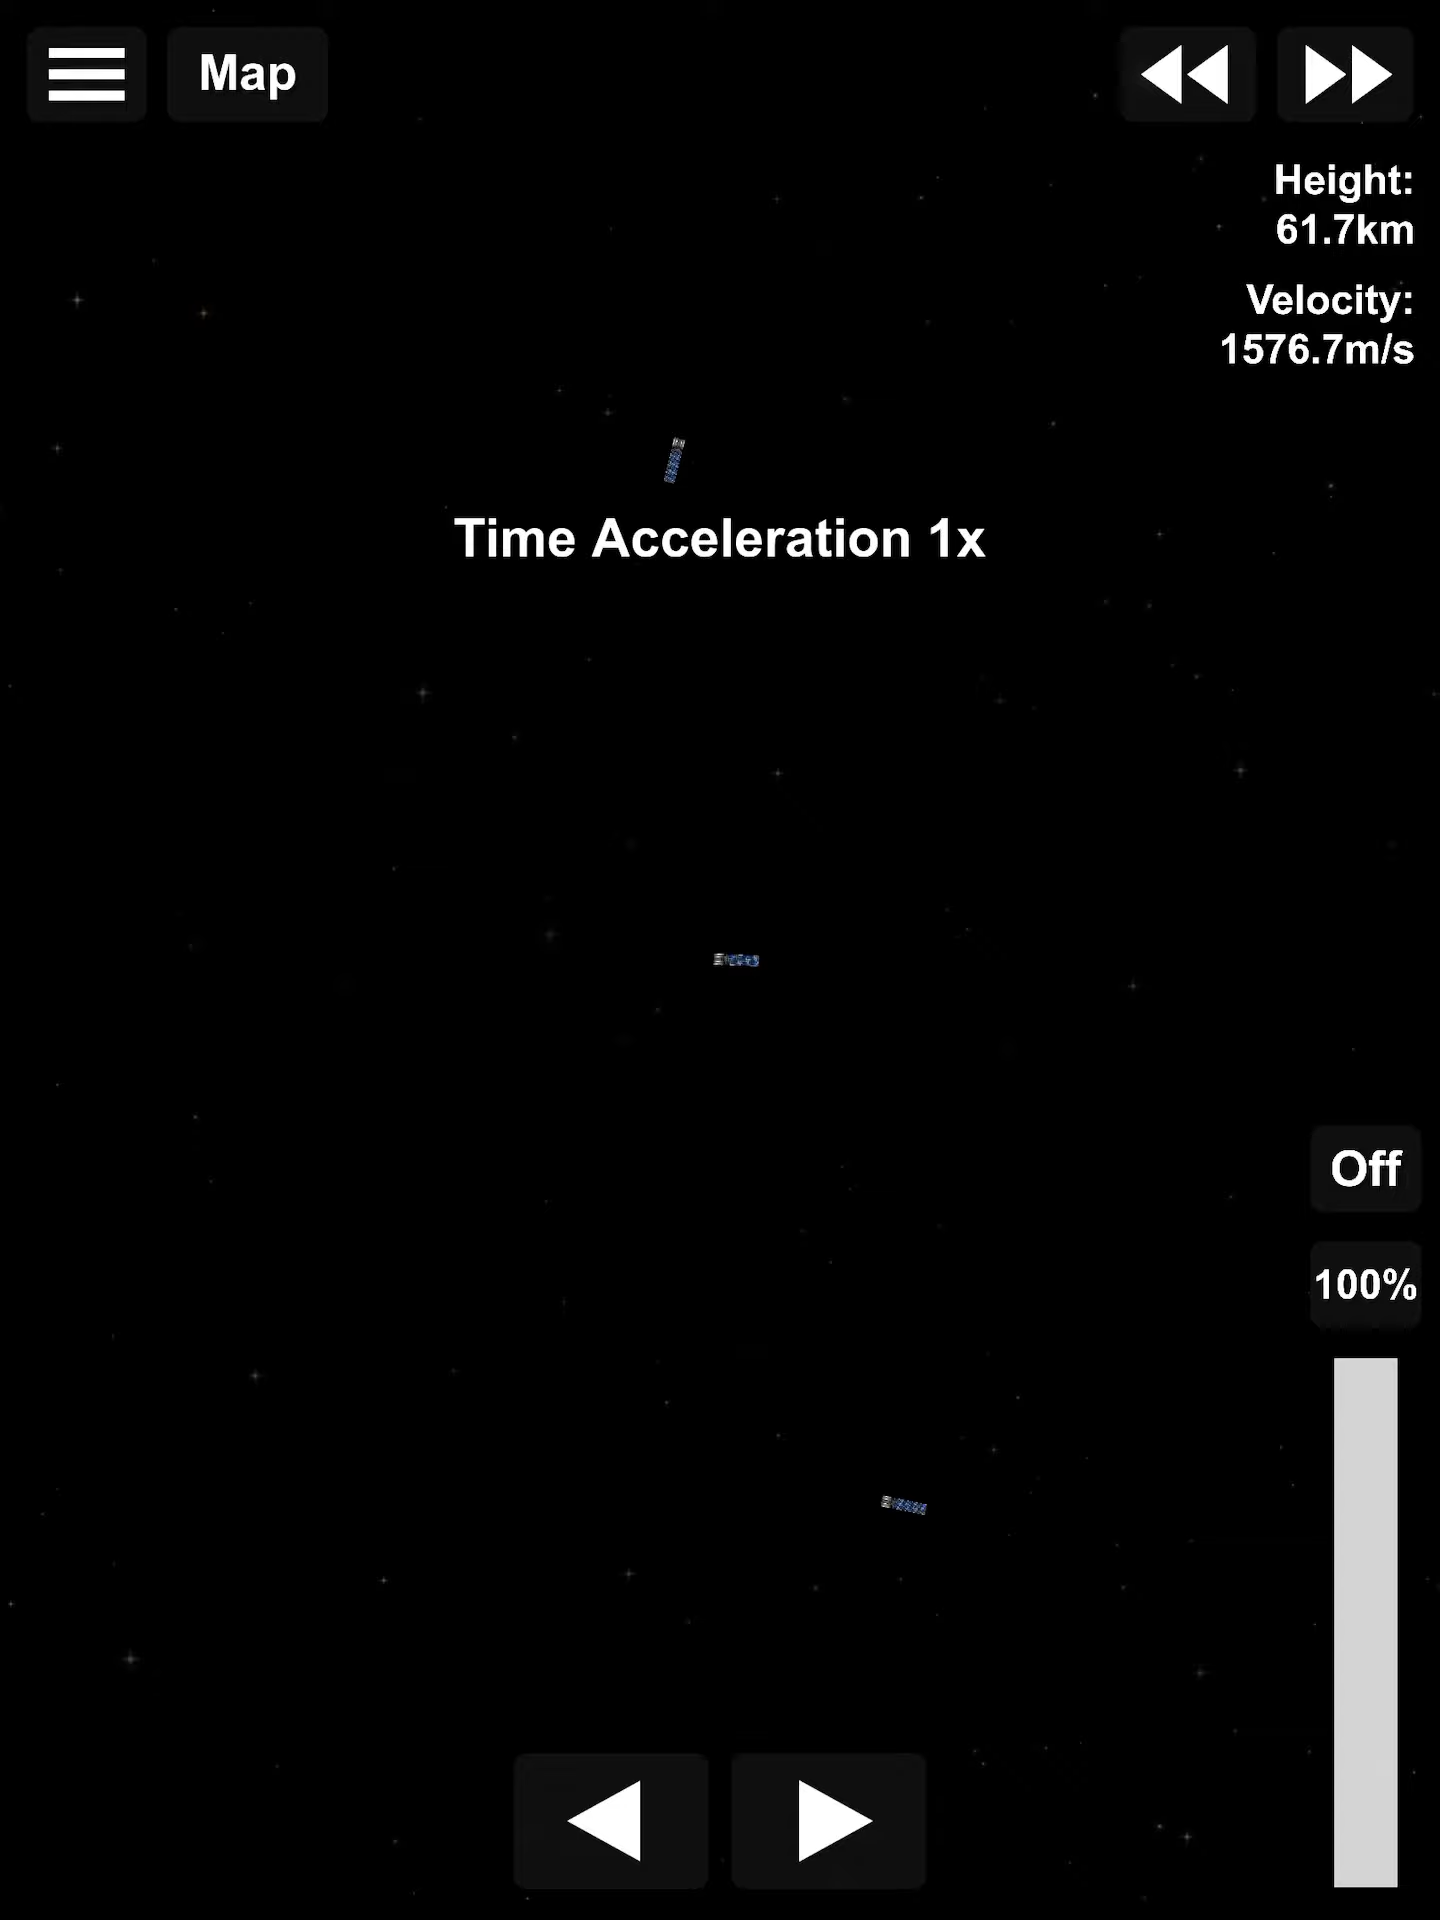 Map
Height:
61.7km
Velocity:
1576.7m/s
Time Acceleration 1x
Off
100%